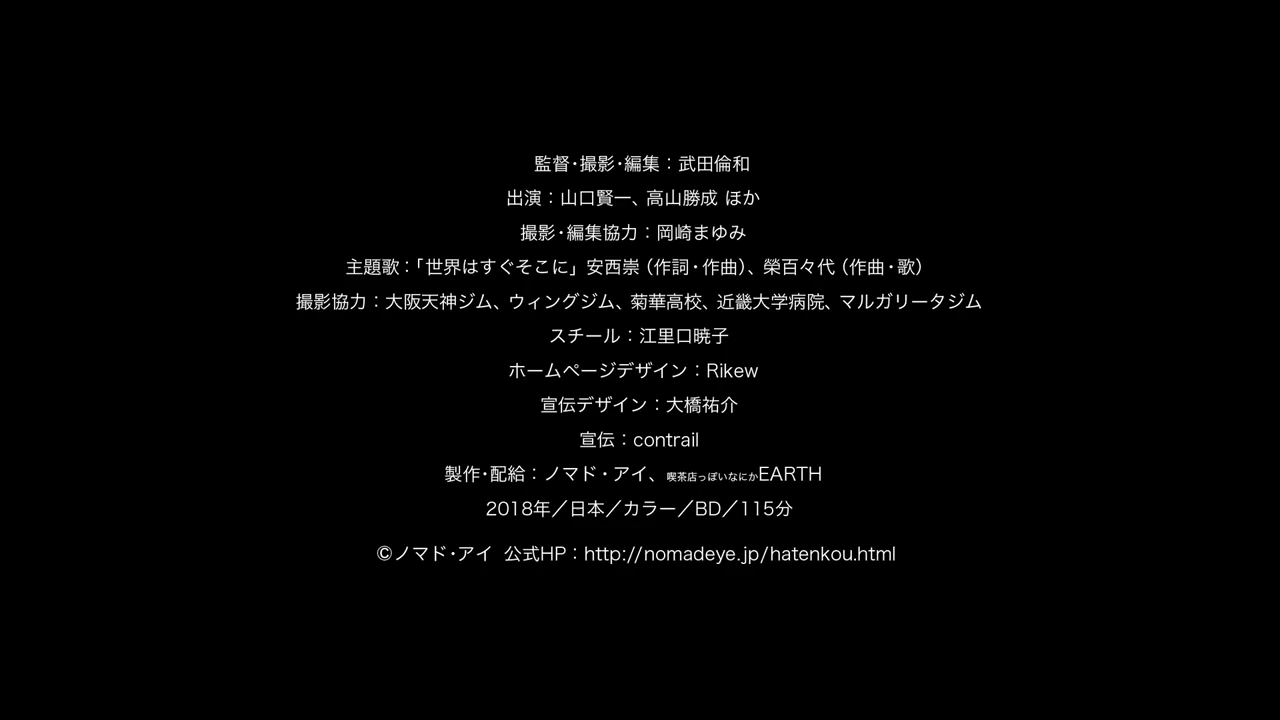 監督･撮影･編集：武田倫和
出演：山口賢一、高山勝成 ほか
撮影･編集協力：岡崎まゆみ
主題歌：｢世界はすぐそこに」安西崇（作詞･作曲）、榮百々代（作曲･歌）
撮影協力：大阪天神ジム、ウィングジム、菊華高校、近畿大学病院、マルガリータジム
スチール：江里口暁子
ホームページデザイン：Rikew
宣伝デザイン：大橋祐介
宣伝：contrail
製作･配給：ノマド・アイ、喫茶店っぽいなにかEARTH
2018年／日本／カラー／BD／115分
©ノマド･アイ 公式HP：http://nomadeye.jp/hatenkou.html